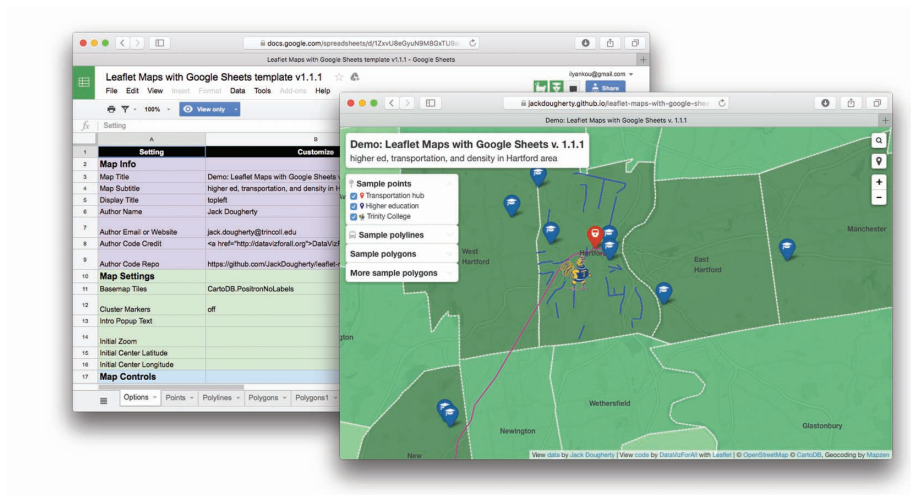 docs.google.com/spreadsheets/d/1ZxvU8eGyuN9M8GxTU9
Leaflet Maps with Google Sheets template v1.1.1 - Google Sheets
Leaflet Maps with Google Sheets template v1.1.1
ilyankou@gmail.com
File Edit View Insert Format Data Tools Add-ons Help
Share
100% View only
fx Setting
A B
1 Setting Customize
2 Map Info
3 Map Title Demo: Leaflet Maps with Google Sheets
4 Map Subtitle higher ed, transportation, and density in
5 Display Title topleft
6 Author Name Jack Dougherty
7 Author Email or Website jack.dougherty@trincoll.edu
8 Author Code Credit <a href="http://datavizforall.org">DataVizF
9 Author Code Repo https://github.com/JackDougherty/leaflet-
10 Map Settings
11 Basemap Tiles CartoDB.PositronNoLabels
12 Cluster Markers off
13 Intro Popup Text
14 Initial Zoom
15 Initial Center Latitude
16 Initial Center Longitude
17 Map Controls
Options Points Polylines Polygons Polygons1
jackdougherty.github.io/leaflet-maps-with-google-shee
Demo: Leaflet Maps with Google Sheets v. 1.1.1
Demo: Leaflet Maps with Google Sheets v. 1.1.1
higher ed, transportation, and density in Hartford area
Sample points
Transportation hub
Higher education
Trinity College
Sample polylines
Sample polygons
More sample polygons
+
-
Manchester
West
Hartford
Hartford
East
Hartford
gton
Wethersfield
Newington
Glastonbury
New
View data by Jack Dougherty | View code by DataVizForAll with Leaflet | © OpenStreetMap © CartoDB, Geocoding by Mapzen